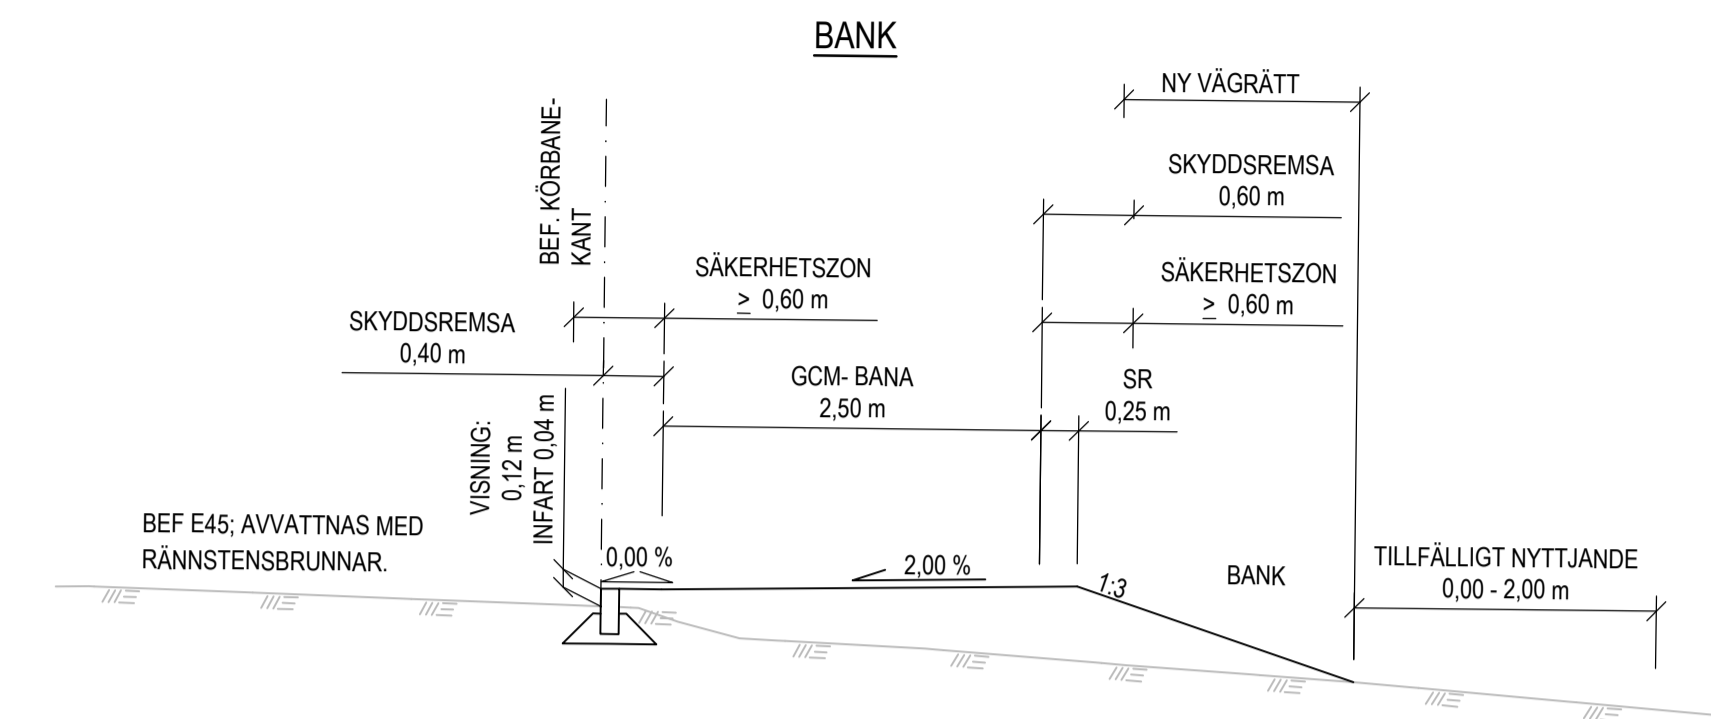 BANK
NY VÄGRÄTT
BEF. KÖRBANE-
KANT
SKYDDSREMSA
0,60 m
SÄKERHETSZON
≥ 0,60 m
SÄKERHETSZON
≥ 0,60 m
SKYDDSREMSA
0,40 m
GCM- BANA
2,50 m
SR
0,25 m
VISNING:
0,12 m
INFART 0,04 m
BEF E45; AVVATTNAS MED
RÄNNSTENSBRUNNAR.
0,00 %
2,00 %
1:3
BANK
TILLFÄLLIGT NYTTJANDE
0,00 - 2,00 m